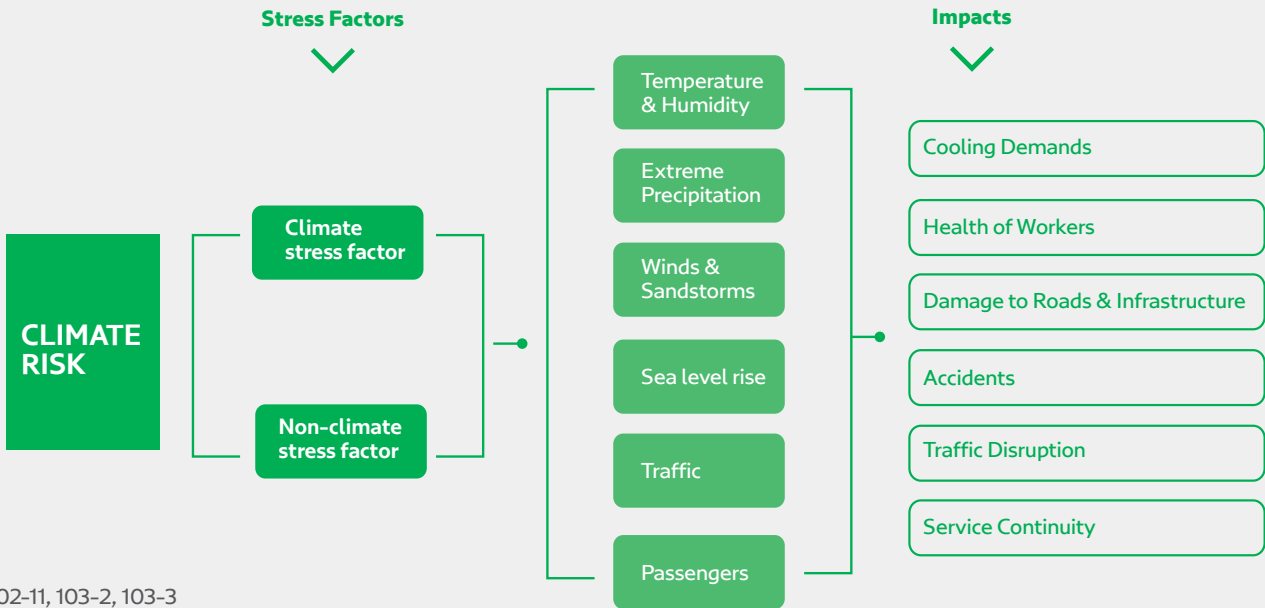 Stress Factors
Impacts
CLIMATE
RISK
Climate
stress factor
Non-climate
stress factor
Temperature
& Humidity
Extreme
Precipitation
Winds &
Sandstorms
Sea level rise
Traffic
Passengers
Cooling Demands
Health of Workers
Damage to Roads & Infrastructure
Accidents
Traffic Disruption
Service Continuity
02-11, 103-2, 103-3